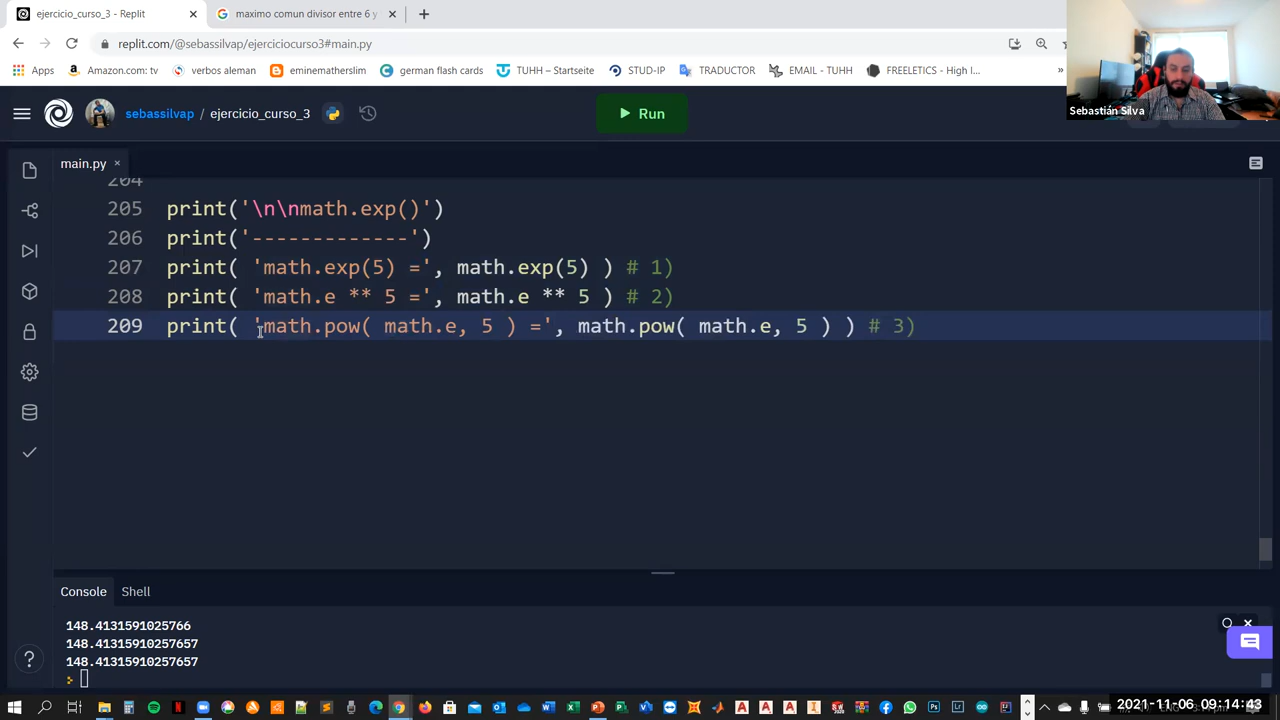 ejercicio_curso_3 - Replit
maximo comun divisor entre 6 y
replit.com/@sebassilvap/ejerciciocurso3#main.py
Apps
Amazon.com: tv
verbos aleman
eminematherslim
german flash card
TUHH – Startseite
STUD-IP
TRADUCTOR
EMAIL - TUHH
FREELETICS - High I...
»
Sebastián Silva
sebassilvap / ejercicio_curso_3
Run
main.py
204
205 print('\n\nmath.exp()')
206 print('-------------')
207 print( 'math.exp(5) =', math.exp(5) ) # 1)
208 print( 'math.e ** 5 =', math.e ** 5 ) # 2)
209 print( 'math.pow( math.e, 5 ) =', math.pow( math.e, 5 ) ) # 3)
Console
Shell
148.4131591025766
148.41315910257657
148.41315910257657
2021-11-06 09:14:43